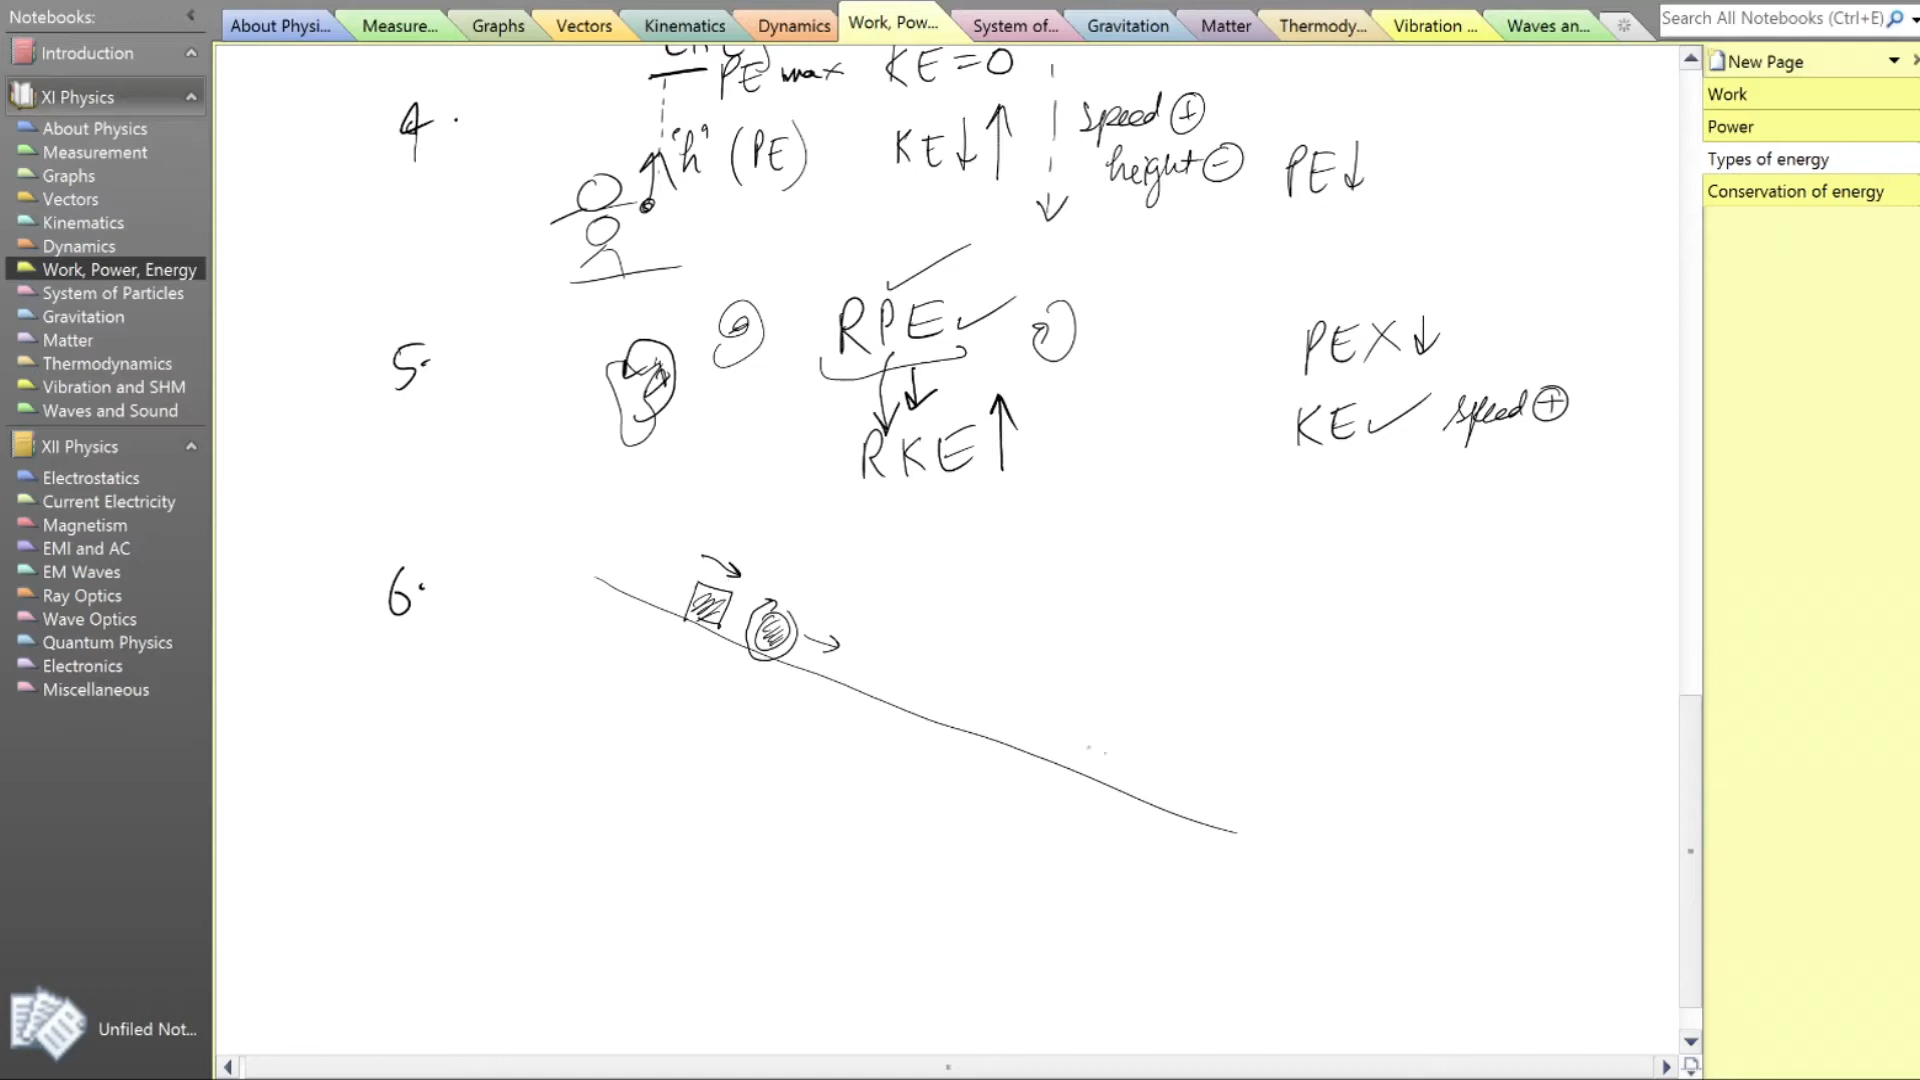 Notebooks:
Introduction
XI Physics
About Physics
Measurement
Graphs
Vectors
Kinematics
Dynamics
Work, Power, Energy
System of Particles
Gravitation
Matter
Thermodynamics
Vibration and SHM
Waves and Sound
XII Physics
Electrostatics
Current Electricity
Magnetism
EMI and AC
EM Waves
Ray Optics
Wave Optics
Quantum Physics
Electronics
Miscellaneous
Unfiled Not...
About Physi... Measure... Graphs Vectors Kinematics Dynamics Work, Pow... System of... Gravitation Matter Thermody... Vibration ... Waves an...
Search All Notebooks (Ctrl+E)
PE max KE = 0
4.
"h" (PE) KE↓↑
speed ⊕
height ⊖ PE↓
5.
RPE✓
RKE↑
PE X↓
KE✓ speed ⊕
6.
New Page
Work
Power
Types of energy
Conservation of energy